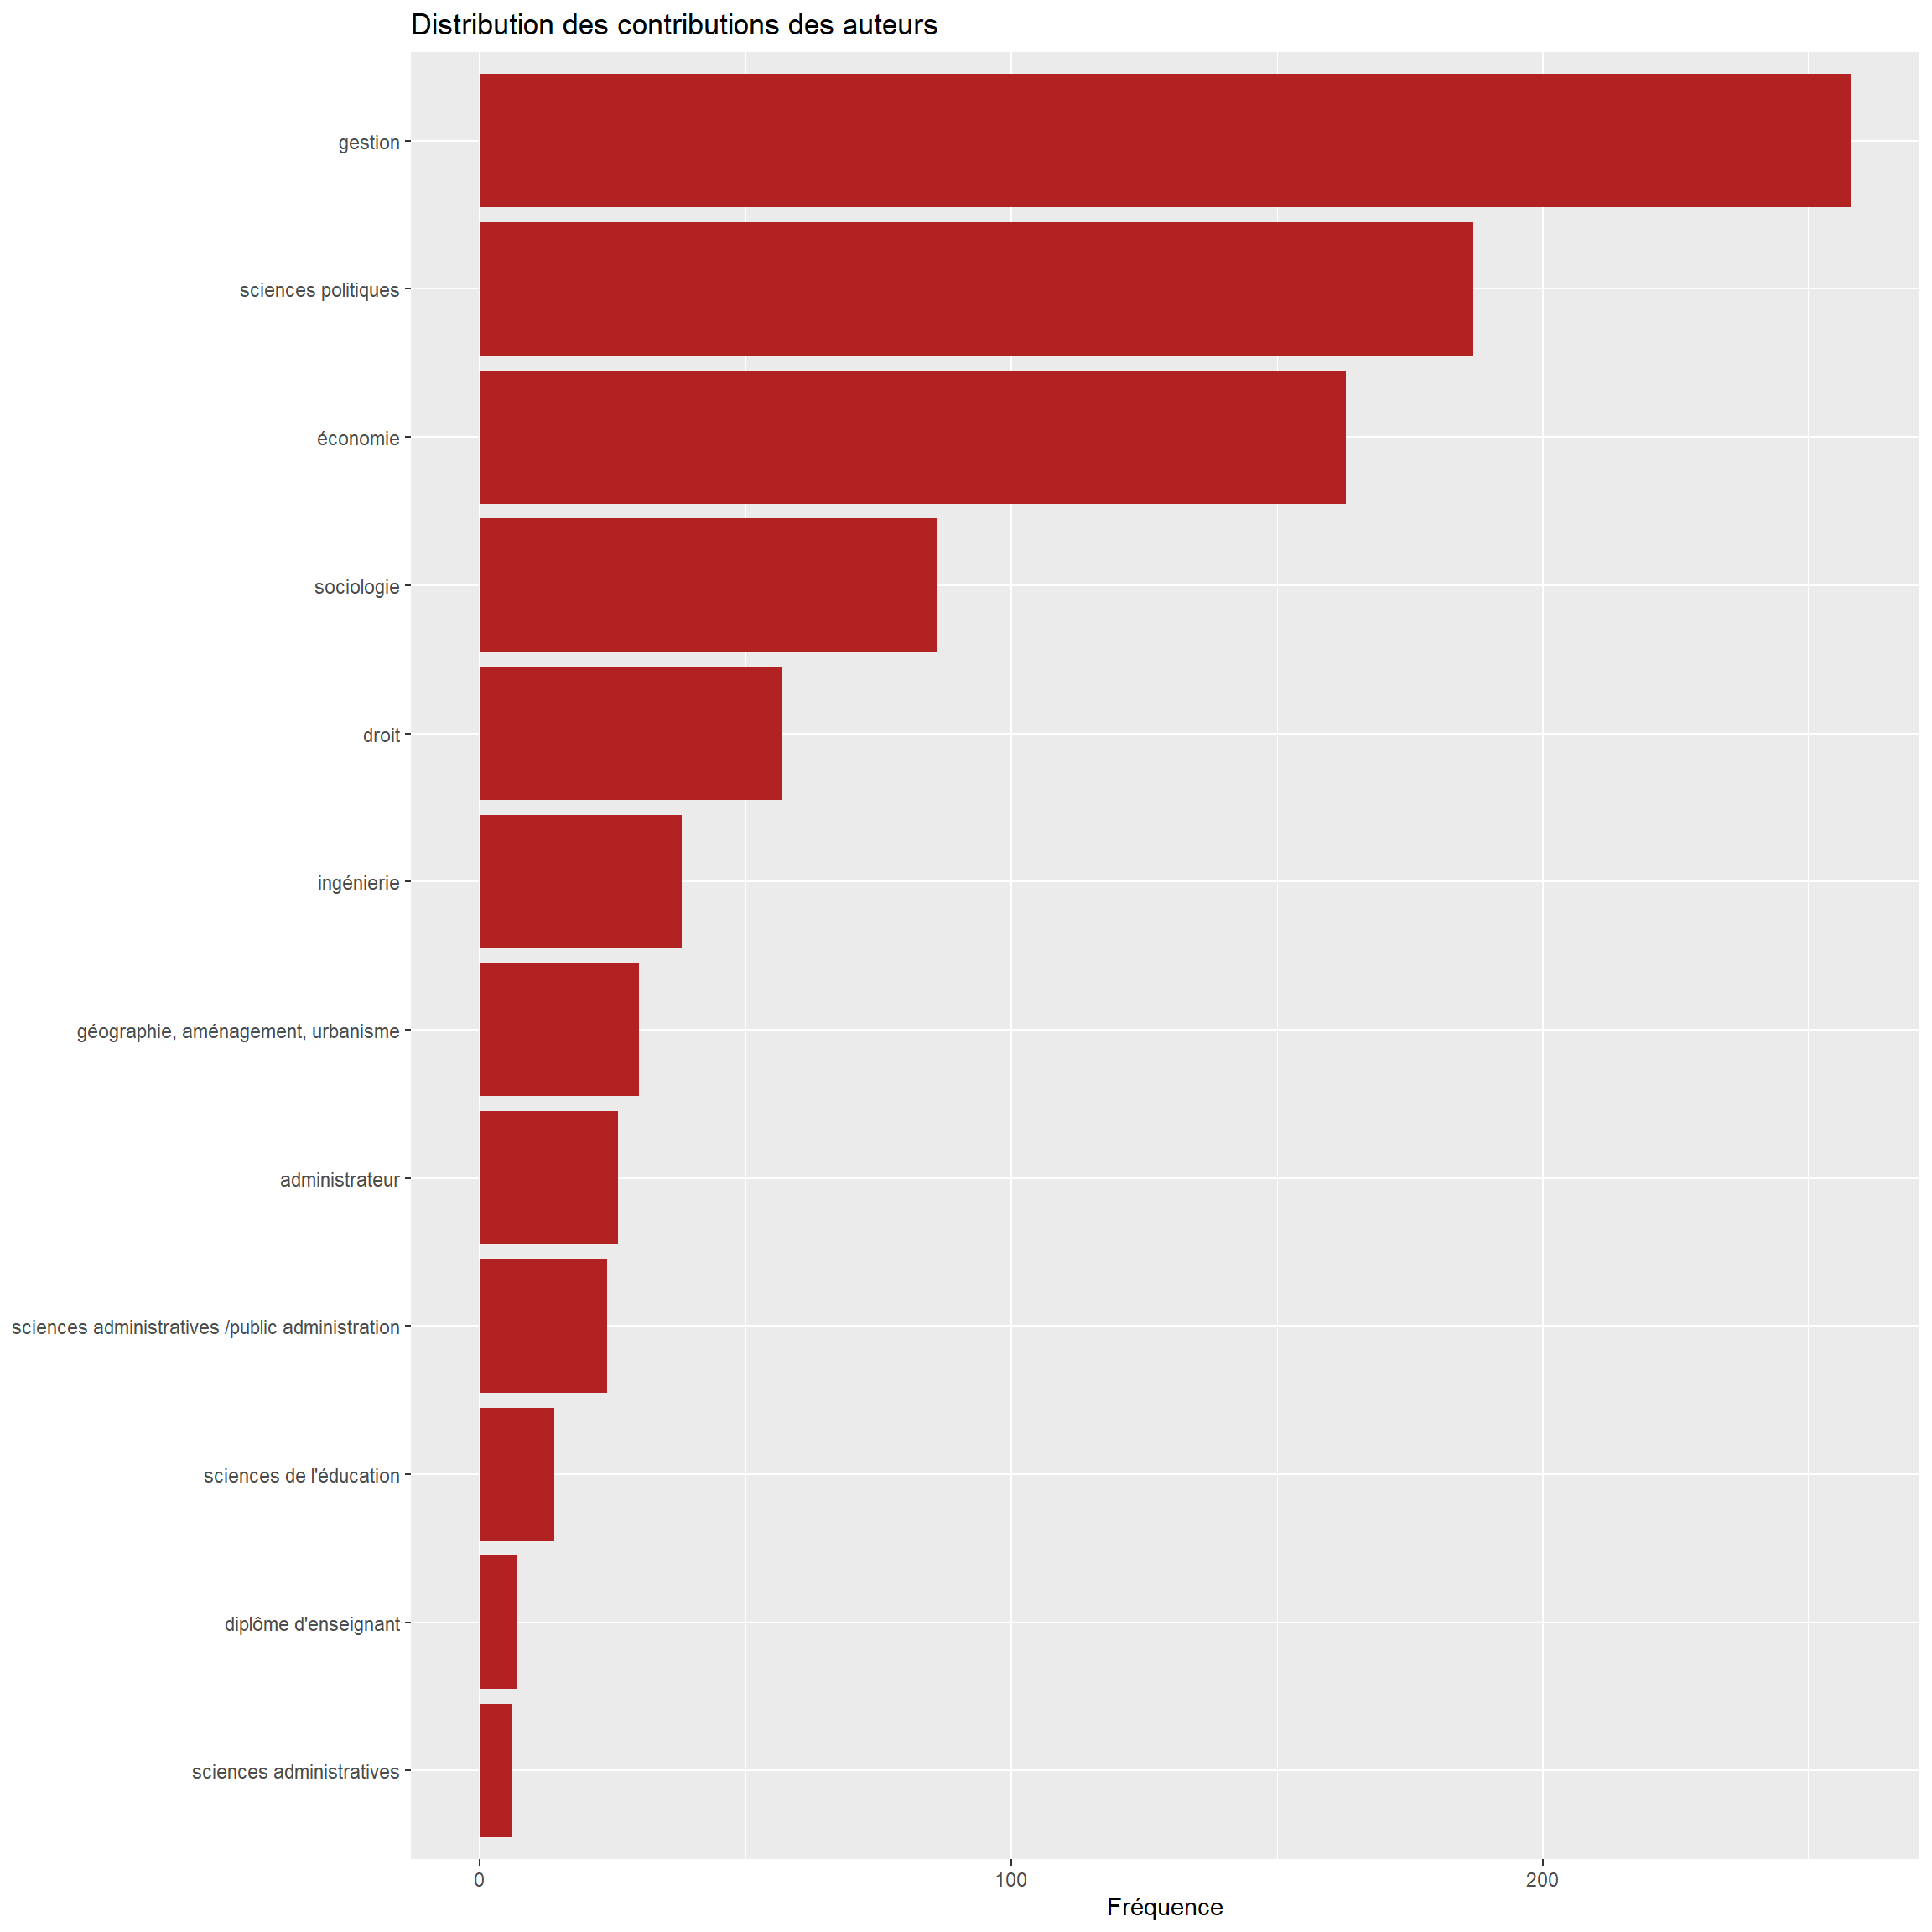 Distribution des contributions des auteurs
gestion
sciences politiques
économie
sociologie
droit
ingénierie
géographie, aménagement, urbanisme
administrateur
sciences administratives /public administration
sciences de l'éducation
diplôme d'enseignant
sciences administratives
0 100 200
Fréquence